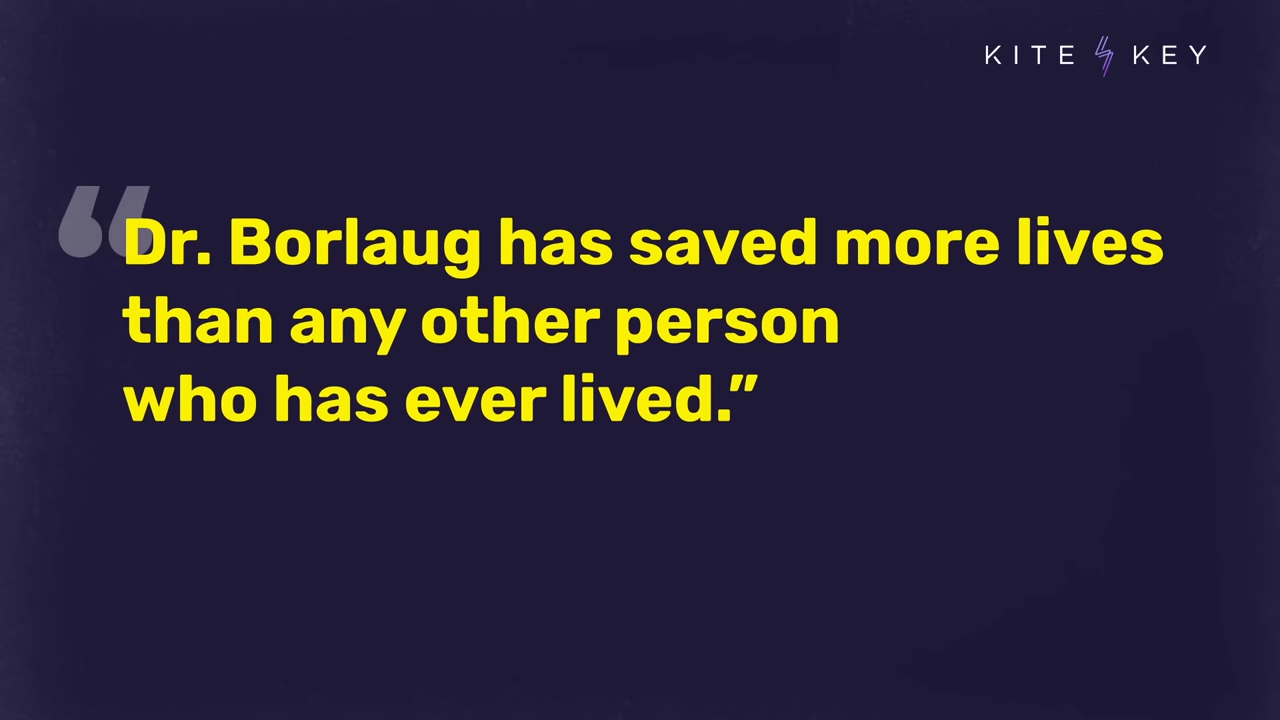 KITE KEY
“Dr. Borlaug has saved more lives
than any other person
who has ever lived.”